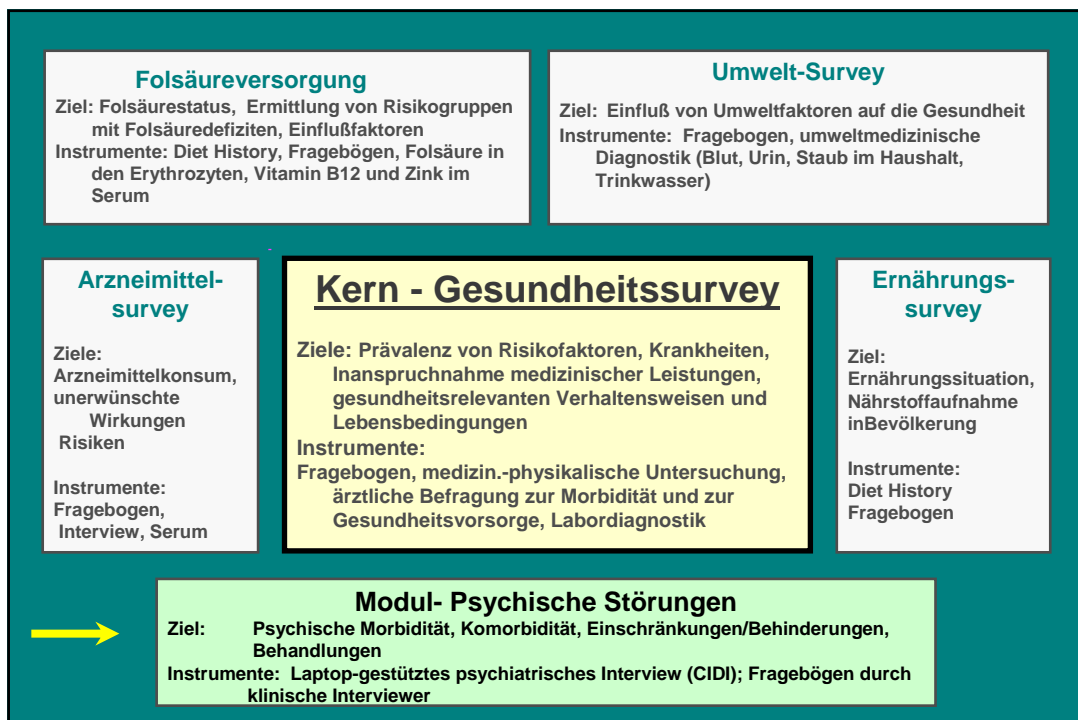 Folsäureversorgung
Ziel: Folsäurestatus, Ermittlung von Risikogruppen
mit Folsäuredefiziten, Einflußfaktoren
Instrumente: Diet History, Fragebögen, Folsäure in
den Erythrozyten, Vitamin B12 und Zink im
Serum
Umwelt-Survey
Ziel: Einfluß von Umweltfaktoren auf die Gesundheit
Instrumente: Fragebogen, umweltmedizinische
Diagnostik (Blut, Urin, Staub im Haushalt,
Trinkwasser)
Arzneimittel-
survey
Ziele:
Arzneimittelkonsum,
unerwünschte
Wirkungen
Risiken
Instrumente:
Fragebogen,
Interview, Serum
Kern - Gesundheitssurvey
Ziele: Prävalenz von Risikofaktoren, Krankheiten,
Inanspruchnahme medizinischer Leistungen,
gesundheitsrelevanten Verhaltensweisen und
Lebensbedingungen
Instrumente:
Fragebogen, medizin.-physikalische Untersuchung,
ärztliche Befragung zur Morbidität und zur
Gesundheitsvorsorge, Labordiagnostik
Ernährungs-
survey
Ziel:
Ernährungssituation,
Nährstoffaufnahme
inBevölkerung
Instrumente:
Diet History
Fragebogen
Modul- Psychische Störungen
Ziel: Psychische Morbidität, Komorbidität, Einschränkungen/Behinderungen,
Behandlungen
Instrumente: Laptop-gestütztes psychiatrisches Interview (CIDI); Fragebögen durch
klinische Interviewer